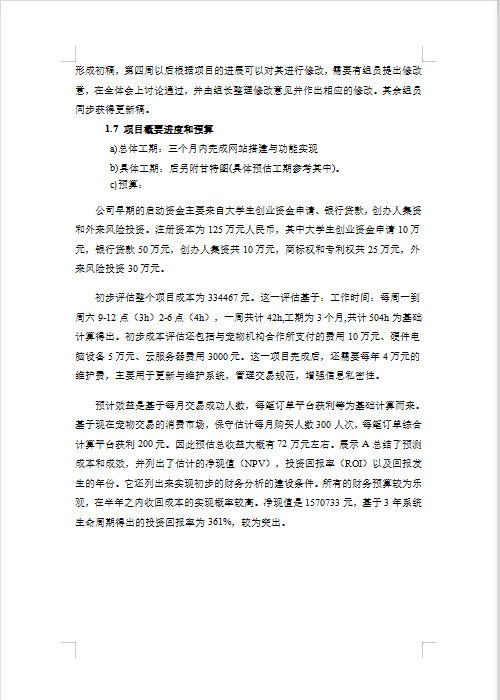 形成初稿，第四周以后根据项目的进展可以对其进行修改，需要有组员提出修改
意，在全体会上讨论通过，并由组长整理修改意见并作出相应的修改。其余组员
同步获得更新稿。
1.7 项目概要进度和预算
a)总体工期：三个月内完成网站搭建与功能实现
b)具体工期：后另附甘特图(具体预估工期参考其中)。
c)预算：
公司早期的启动资金主要来自大学生创业资金申请、银行贷款，创办人集资
和外来风险投资。注册资本为 125 万元人民币，其中大学生创业资金申请 10 万
元，银行贷款 50 万元，创办人集资共 10 万元，商标权和专利权共 25 万元，外
来风险投资 30 万元。
初步评估整个项目成本为 334467 元。这一评估基于：工作时间：每周一到
周六 9-12 点（3h）2-6 点（4h），一周共计 42h,工期为 3 个月,共计 504h 为基础
计算得出。初步成本评估还包括与宠物机构合作所支付的费用 10 万元、硬件电
脑设备 5 万元、云服务器费用 3000 元。这一项目完成后，还需要每年 4 万元的
维护费，主要用于更新与维护系统，管理交易规范，增强信息私密性。
预计效益是基于每月交易成功人数，每笔订单平台获利等为基础计算而来。
基于现在宠物交易的消费市场，保守估计每月购买人数 300 人次，每笔订单综合
计算平台获利 200 元。因此预估总收益大概有 72 万元左右。展示 A 总结了预测
成本和成效，并列出了估计的净现值（NPV），投资回报率（ROI）以及回报发
生的年份。它还列出来实现初步的财务分析的建设条件。所有的财务预算较为乐
观，在半年之内收回成本的实现概率较高。净现值是 1570733 元，基于 3 年系统
生命周期得出的投资回报率为 361%，较为突出。